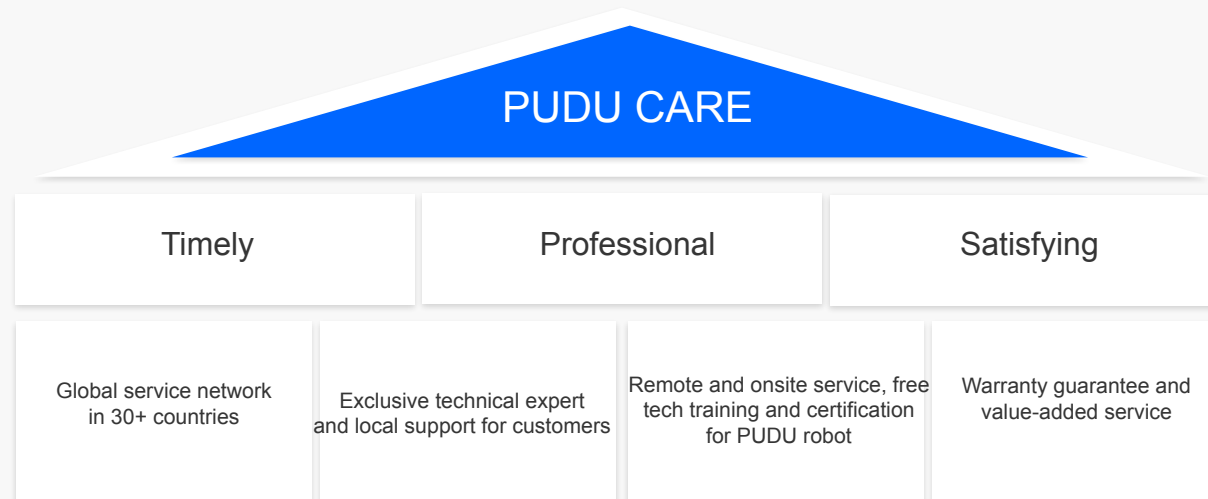 PUDU CARE
Timely
Professional
Satisfying
Global service network
in 30+ countries
Exclusive technical expert
and local support for customers
Remote and onsite service, free
tech training and certification
for PUDU robot
Warranty guarantee and
value-added service